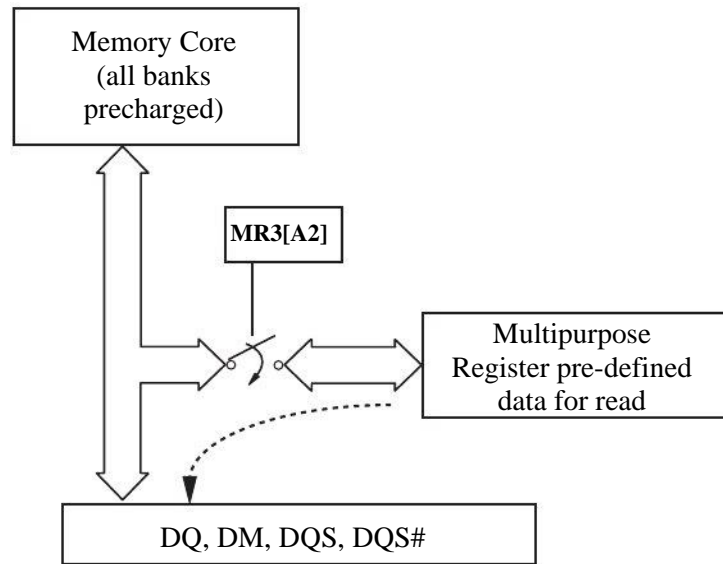 Memory Core
(all banks
precharged)
MR3[A2]
Multipurpose
Register pre-defined
data for read
DQ, DM, DQS, DQS#